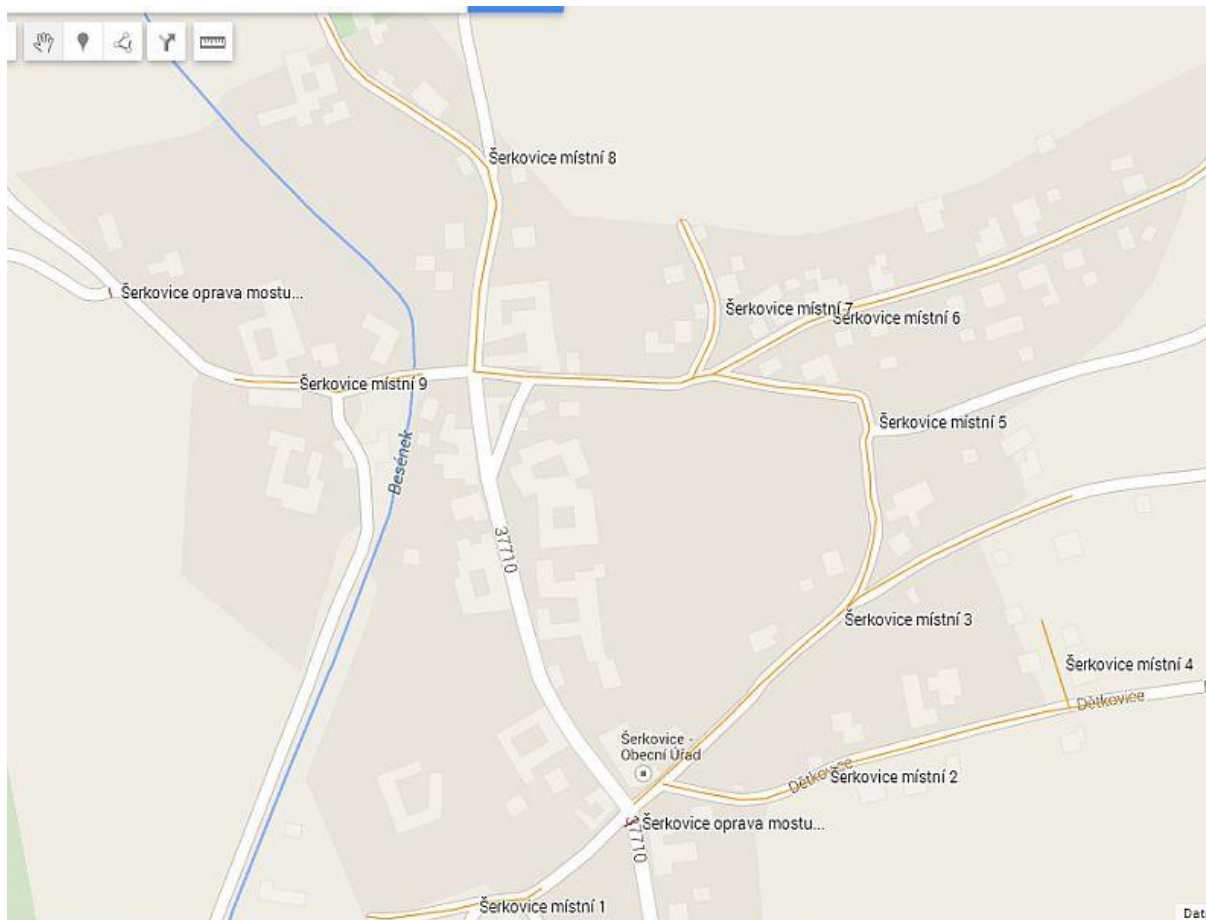 Šerkovice místní 8
Šerkovice oprava mostu...
Šerkovice místní 7
Šerkovice místní 6
Šerkovice místní 9
Šerkovice místní 5
Besének
37710
Šerkovice místní 3
Šerkovice místní 4
Dětkovice
Šerkovice -
Obecní Úřad
Dětkovice
Šerkovice místní 2
Šerkovice oprava mostu...
37710
Šerkovice místní 1
Dat